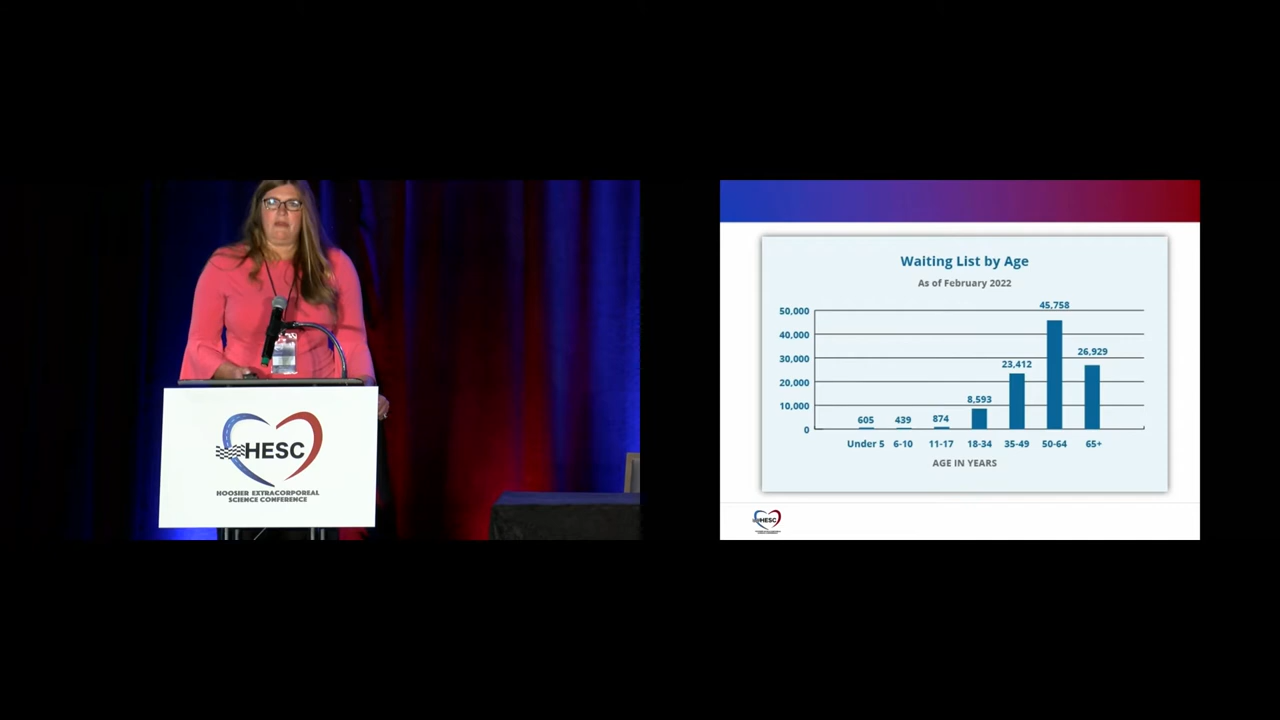 HESC
HOOSIER EXTRACORPOREAL
SCIENCE CONFERENCE
Waiting List by Age
As of February 2022
50,000
40,000
30,000
20,000
10,000
0
605
439
874
8,593
23,412
45,758
26,929
Under 5
6-10
11-17
18-34
35-49
50-64
65+
AGE IN YEARS
HESC